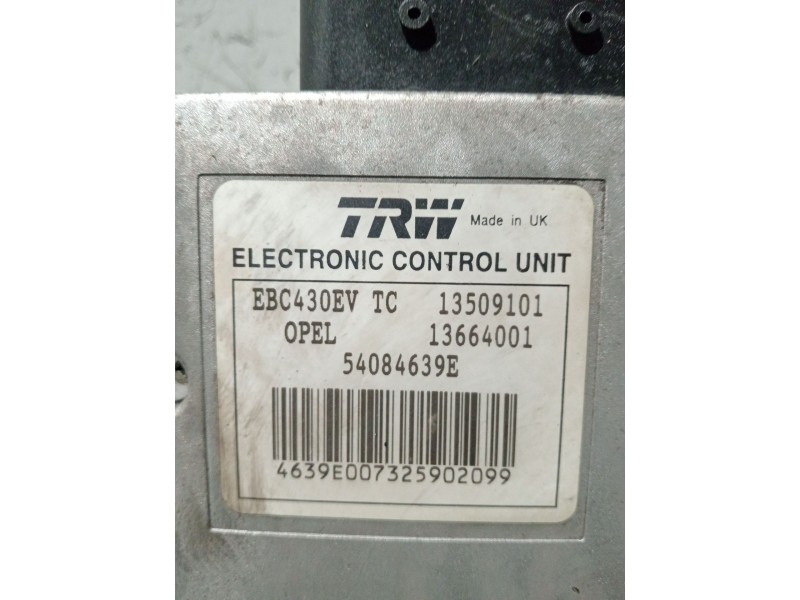 TRW Made in UK
ELECTRONIC CONTROL UNIT
EBC430EV TC 13509101
OPEL 13664001
54084639E
4639E007325902099